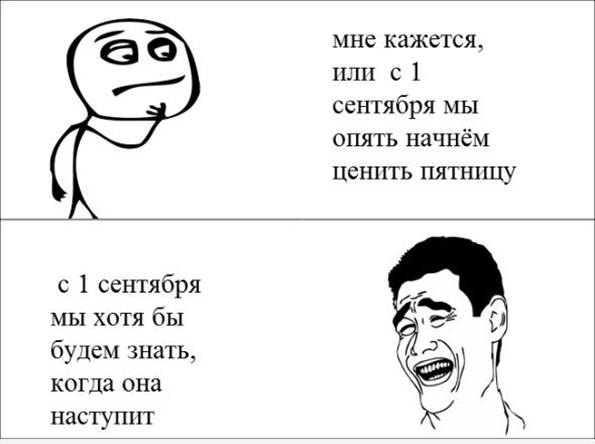 мне кажется,
или с 1
сентября мы
опять начнём
ценить пятницу
с 1 сентября
мы хотя бы
будем знать,
когда она
наступит